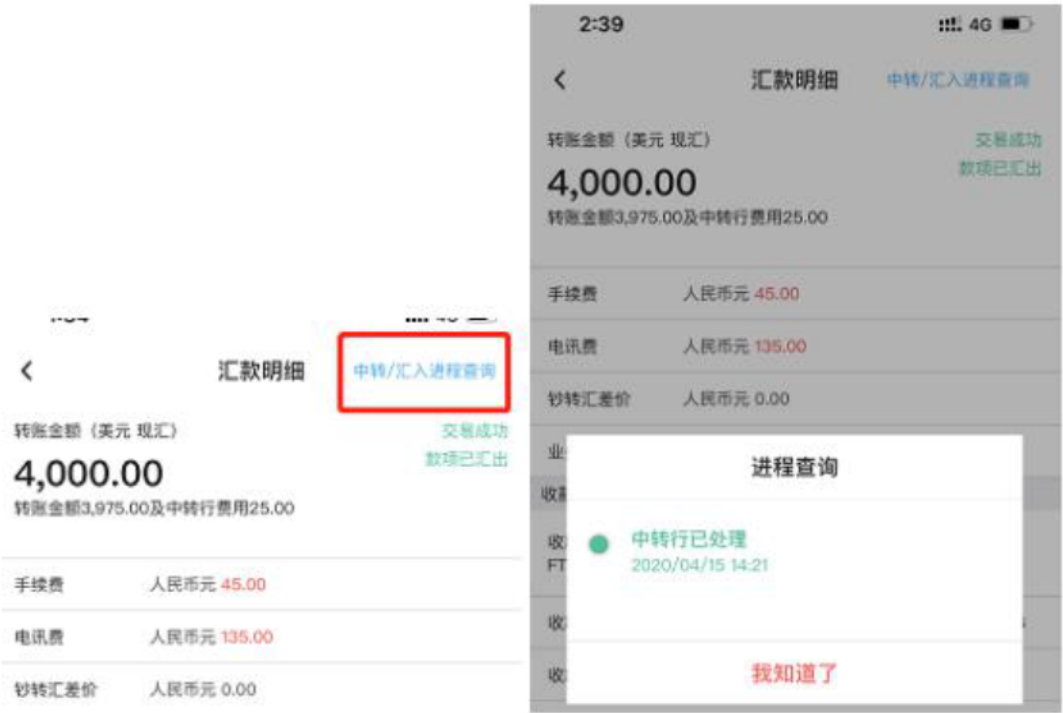 汇款明细
中转/汇入进程查询
转账金额（美元 现汇）
交易成功
4,000.00
款项已汇出
转账金额3,975.00及中转行费用25.00
手续费 人民币元 45.00
电讯费 人民币元 135.00
钞转汇差价 人民币元 0.00
2:39
4G
汇款明细
中转/汇入进程查询
转账金额（美元 现汇）
交易成功
4,000.00
款项已汇出
转账金额3,975.00及中转行费用25.00
手续费 人民币元 45.00
电讯费 人民币元 135.00
钞转汇差价 人民币元 0.00
业
收
收
FT
收
收
进程查询
中转行已处理
2020/04/15 14:21
我知道了